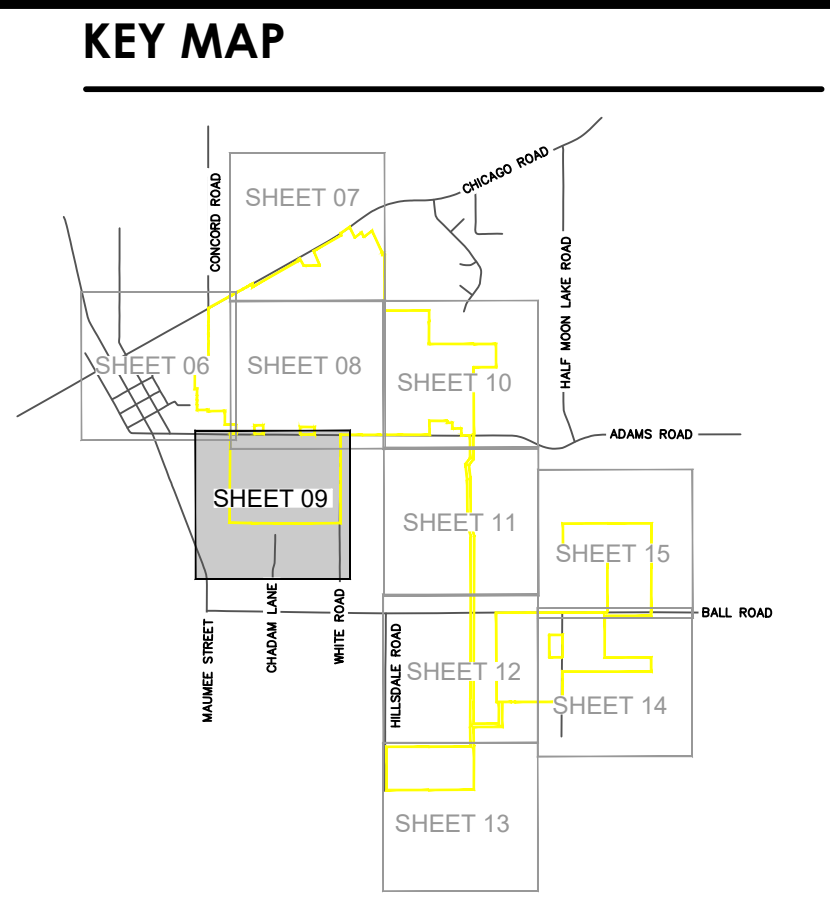 KEY MAP
CHICAGO ROAD
CONCORD ROAD
SHEET 07
HALF MOON LAKE ROAD
SHEET 06
SHEET 08
SHEET 10
ADAMS ROAD
SHEET 09
SHEET 11
SHEET 15
MAUMEE STREET
CHADAM LANE
WHITE ROAD
HILLSDALE ROAD
BALL ROAD
SHEET 12
SHEET 14
SHEET 13